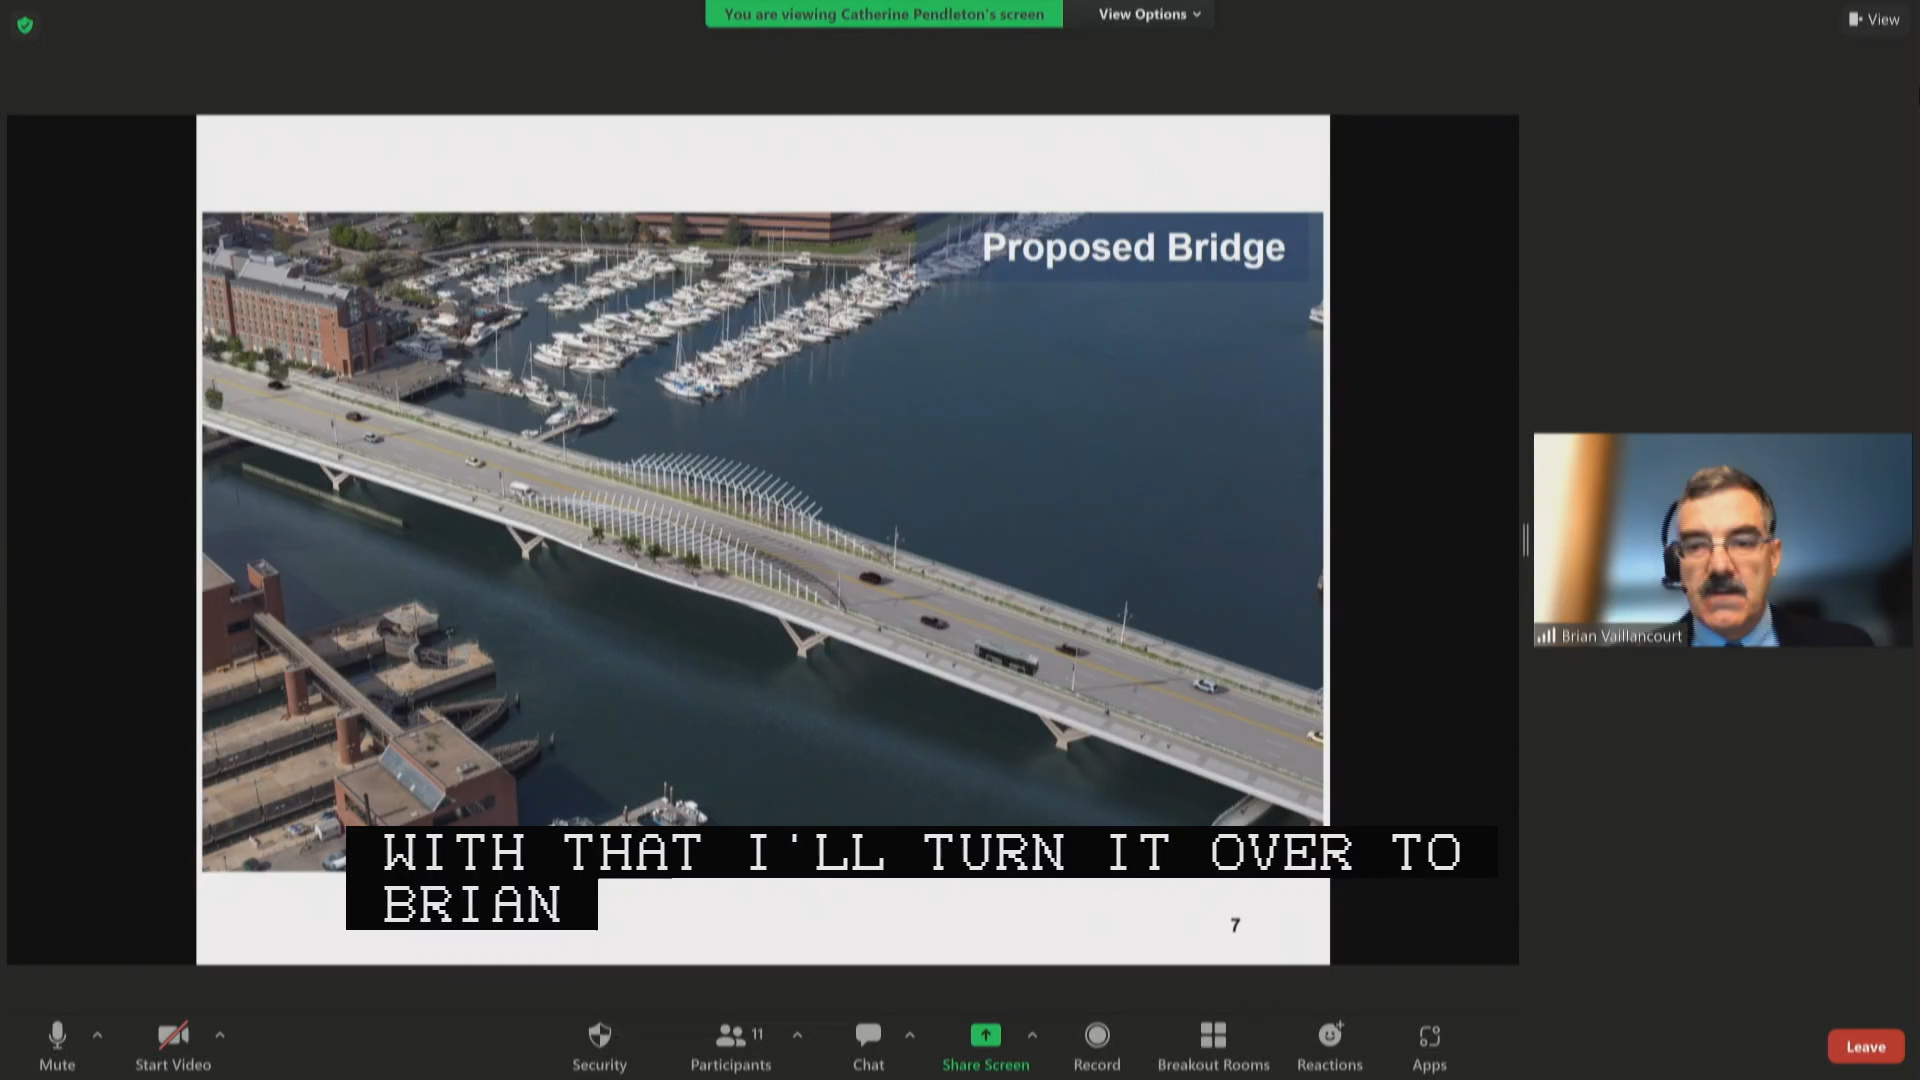 You are viewing Catherine Pendleton's screen
View Options
View
Proposed Bridge
Brian Vaillancourt
WITH THAT I'LL TURN IT OVER TO
BRIAN
7
Mute
Start Video
Security
Participants
11
Chat
Share Screen
Record
Breakout Rooms
Reactions
Apps
Leave